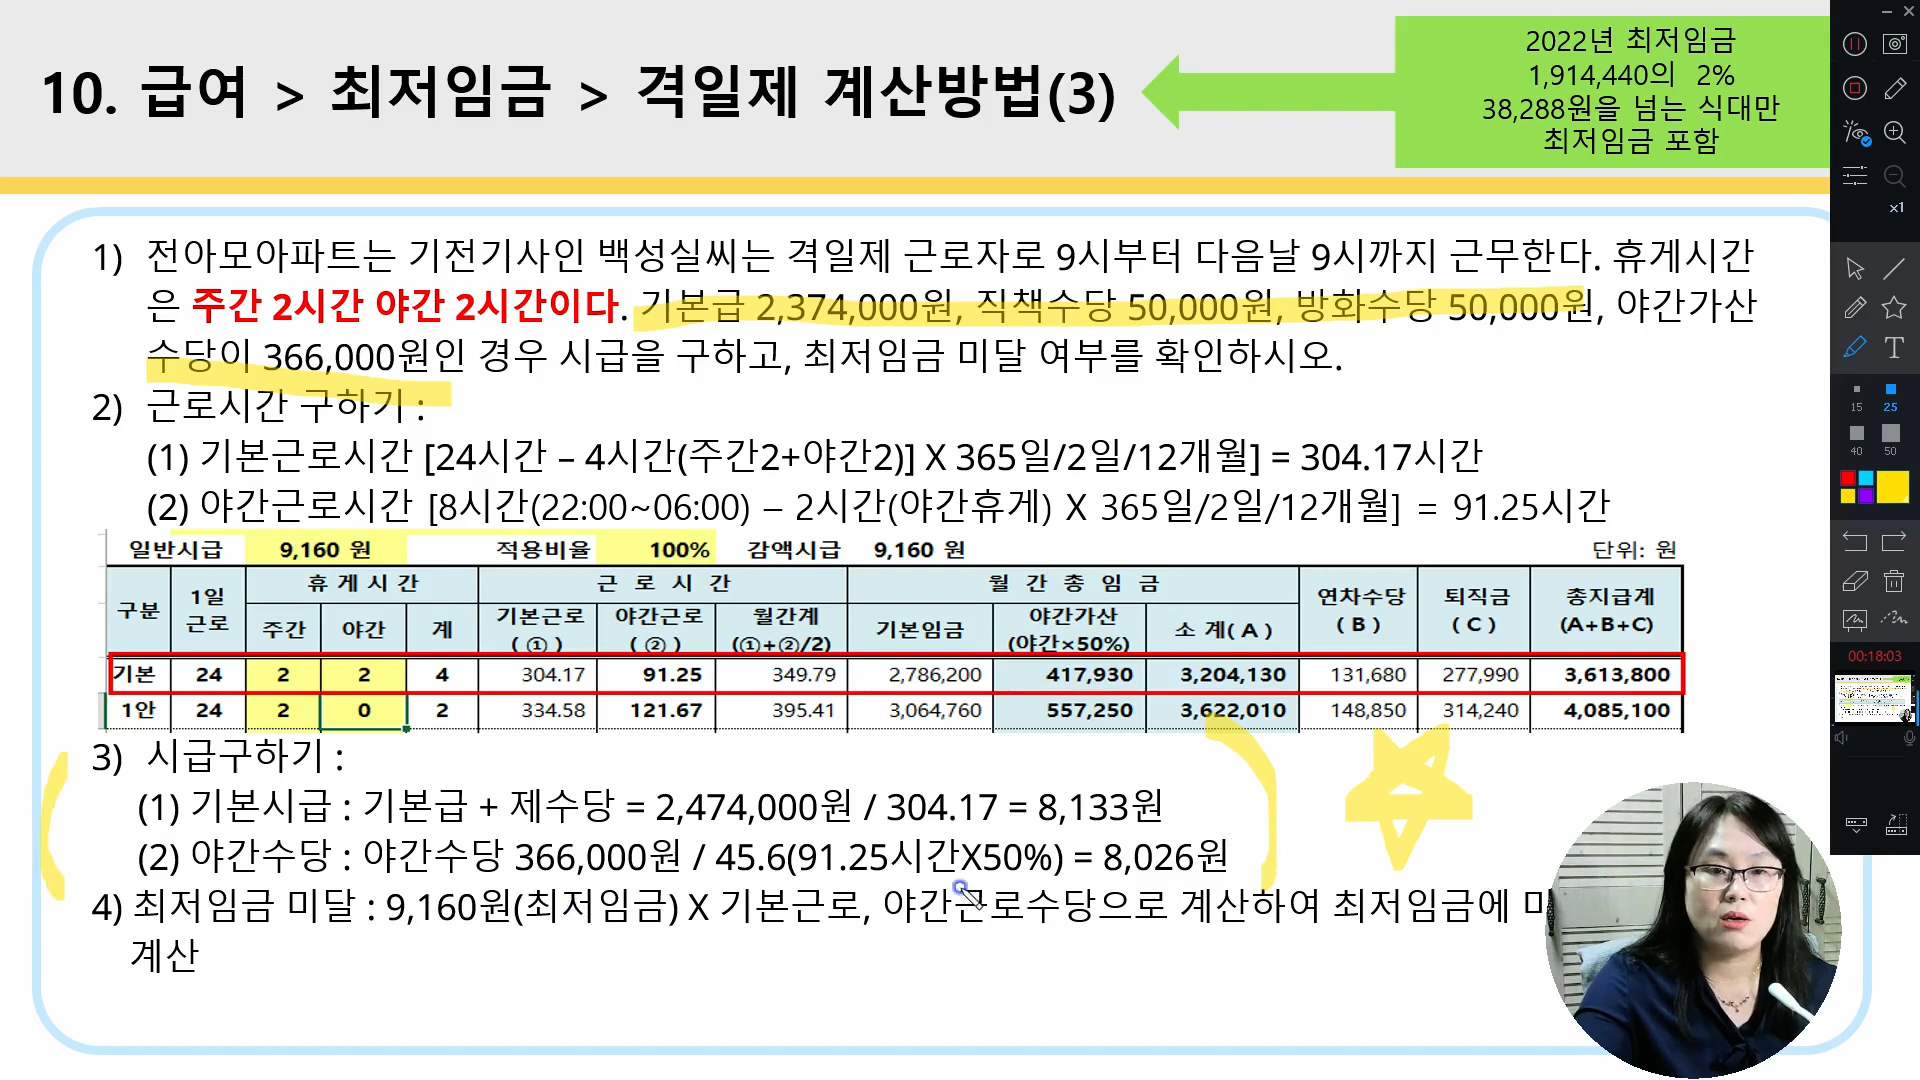 10. 급여 > 최저임금 > 격일제 계산방법(3)
2022년 최저임금
1,914,440의 2%
38,288원을 넘는 식대만
최저임금 포함
1) 전아모아파트는 기전기사인 백성실씨는 격일제 근로자로 9시부터 다음날 9시까지 근무한다. 휴게시간
은 주간 2시간 야간 2시간이다. 기본급 2,374,000원, 직책수당 50,000원, 방화수당 50,000원, 야간가산
수당이 366,000원인 경우 시급을 구하고, 최저임금 미달 여부를 확인하시오.
2) 근로시간 구하기 :
(1) 기본근로시간 [24시간 – 4시간(주간2+야간2)] X 365일/2일/12개월] = 304.17시간
(2) 야간근로시간 [8시간(22:00~06:00) – 2시간(야간휴게) X 365일/2일/12개월] = 91.25시간
일반시급 9,160 원 적용비율 100% 감액시급 9,160 원 단위: 원
구분 1일 근로 휴 게 시 간 근 로 시 간 월 간 총 임 금 연차수당 ( B ) 퇴직금 ( C ) 총지급계 (A+B+C)
주간 야간 계 기본근로 ( ① ) 야간근로 ( ② ) 월간계 (①+②/2) 기본임금 야간가산 (야간×50%) 소 계( A )
기본 24 2 2 4 304.17 91.25 349.79 2,786,200 417,930 3,204,130 131,680 277,990 3,613,800
1안 24 2 0 2 334.58 121.67 395.41 3,064,760 557,250 3,622,010 148,850 314,240 4,085,100
3) 시급구하기 :
(1) 기본시급 : 기본급 + 제수당 = 2,474,000원 / 304.17 = 8,133원
(2) 야간수당 : 야간수당 366,000원 / 45.6(91.25시간X50%) = 8,026원
4) 최저임금 미달 : 9,160원(최저임금) X 기본근로, 야간근로수당으로 계산하여 최저임금에 미
계산
x1
T
15 25
40 50
00:18:03